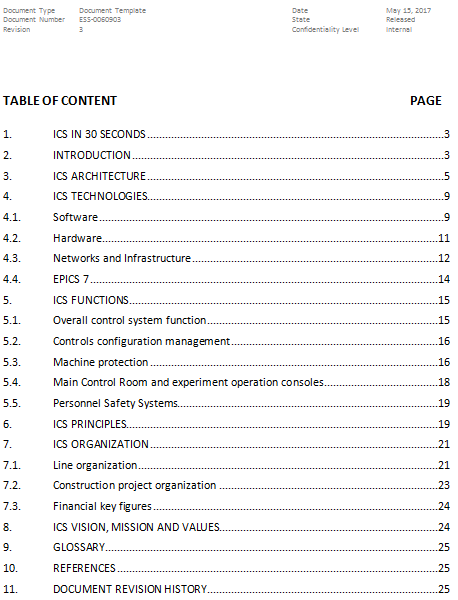 Document Type Document Template Date May 15, 2017
Document Number ESS-0060903 State Released
Revision 3 Confidentiality Level Internal
TABLE OF CONTENT PAGE
1. ICS IN 30 SECONDS 3
2. INTRODUCTION 3
3. ICS ARCHITECTURE 5
4. ICS TECHNOLOGIES 9
4.1. Software 9
4.2. Hardware 11
4.3. Networks and Infrastructure 12
4.4. EPICS 7 14
5. ICS FUNCTIONS 15
5.1. Overall control system function 15
5.2. Controls configuration management 16
5.3. Machine protection 16
5.4. Main Control Room and experiment operation consoles 18
5.5. Personnel Safety Systems 19
6. ICS PRINCIPLES 19
7. ICS ORGANIZATION 21
7.1. Line organization 21
7.2. Construction project organization 23
7.3. Financial key figures 24
8. ICS VISION, MISSION AND VALUES 24
9. GLOSSARY 25
10. REFERENCES 25
11. DOCUMENT REVISION HISTORY 25